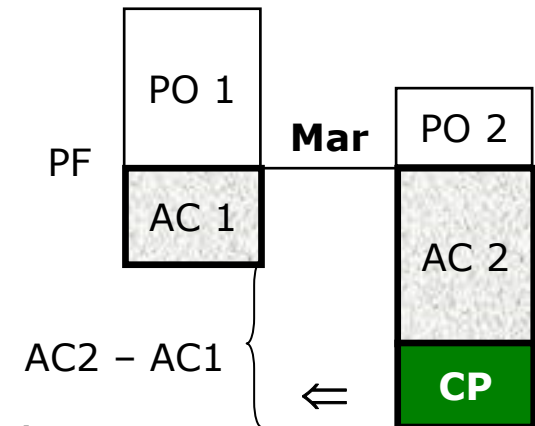 PO 1
Mar
PO 2
PF
AC 1
AC 2
AC2 – AC1
⇐
CP